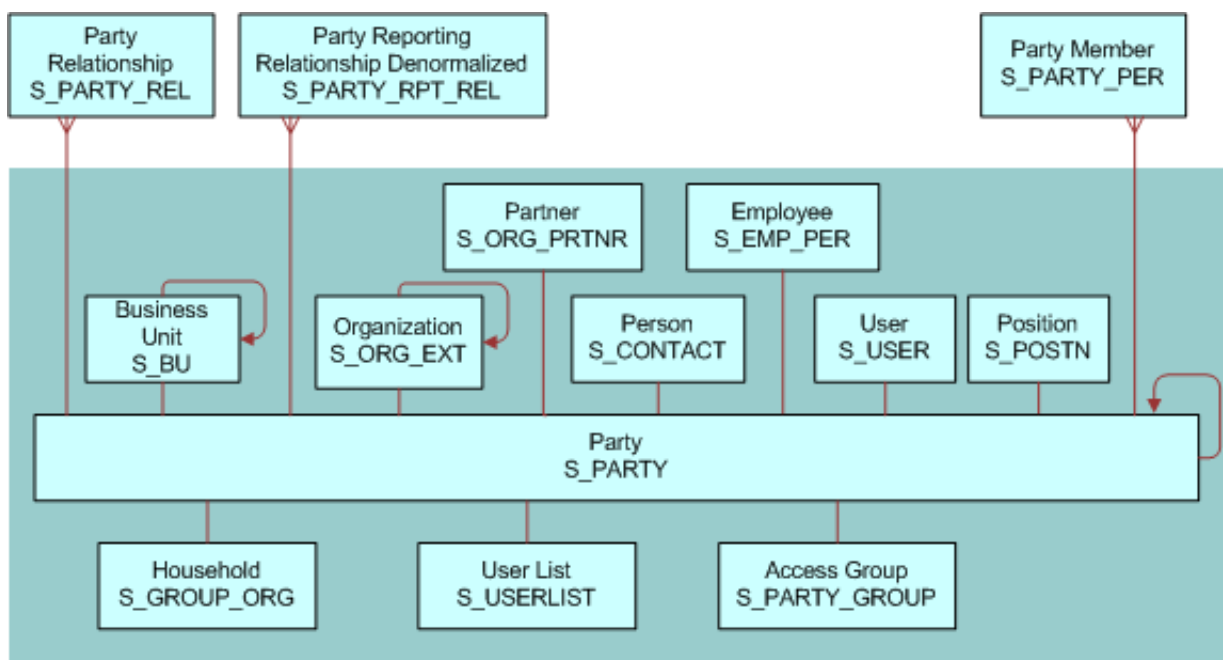 Party
Relationship
S_PARTY_REL
Party Reporting
Relationship Denormalized
S_PARTY_RPT_REL
Party Member
S_PARTY_PER
Partner
S_ORG_PRTNR
Employee
S_EMP_PER
Business
Unit
S_BU
Organization
S_ORG_EXT
Person
S_CONTACT
User
S_USER
Position
S_POSTN
Party
S_PARTY
Household
S_GROUP_ORG
User List
S_USERLIST
Access Group
S_PARTY_GROUP